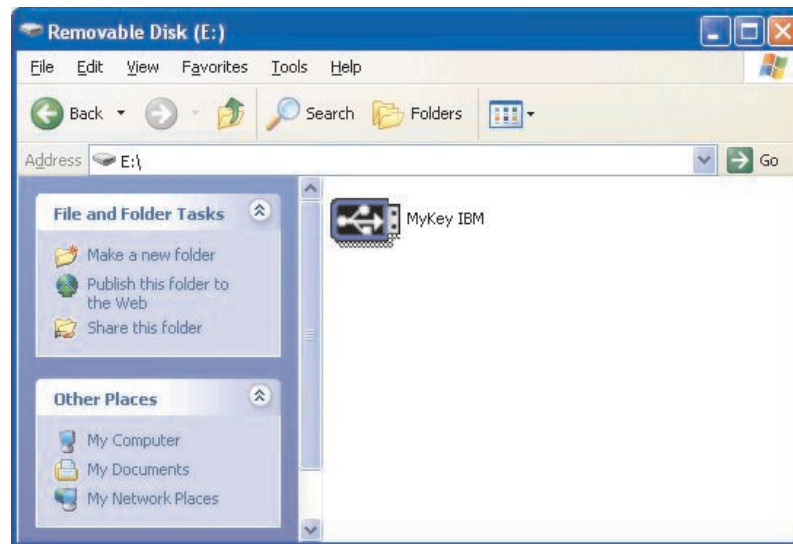 Removable Disk (E:)
File Edit View Favorites Tools Help
Back Search Folders
Address E:\ Go
File and Folder Tasks
Make a new folder
Publish this folder to
the Web
Share this folder
Other Places
My Computer
My Documents
My Network Places
MyKey IBM